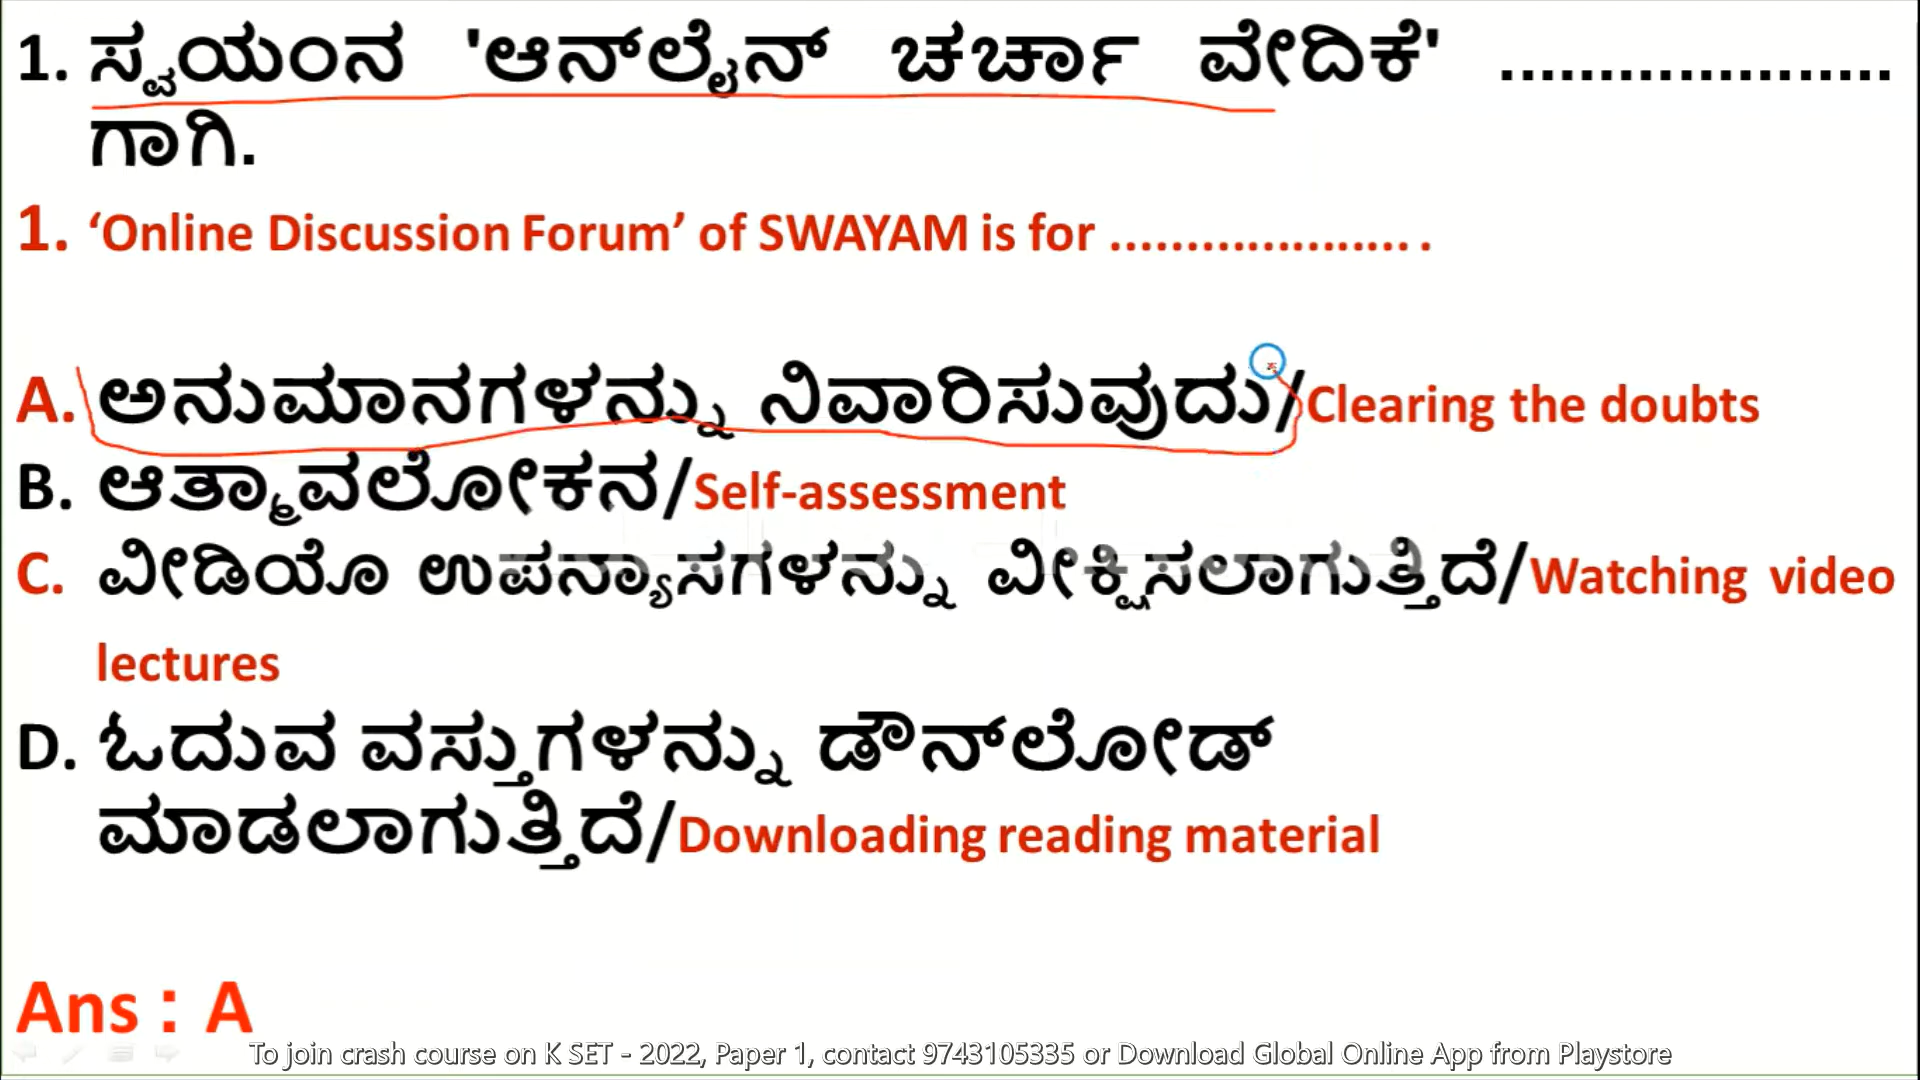 1. ಸ್ವಯಂನ 'ಆನ್‌ಲೈನ್ ಚರ್ಚಾ ವೇದಿಕೆ' ....................
ಗಾಗಿ.
1. ‘Online Discussion Forum’ of SWAYAM is for .................... .
A. ಅನುಮಾನಗಳನ್ನು ನಿವಾರಿಸುವುದು/Clearing the doubts
B. ಆತ್ಮಾವಲೋಕನ/Self-assessment
C. ವೀಡಿಯೊ ಉಪನ್ಯಾಸಗಳನ್ನು ವೀಕ್ಷಿಸಲಾಗುತ್ತಿದೆ/Watching video
lectures
D. ಓದುವ ವಸ್ತುಗಳನ್ನು ಡೌನ್‌ಲೋಡ್
ಮಾಡಲಾಗುತ್ತಿದೆ/Downloading reading material
Ans : A
To join crash course on K SET - 2022, Paper 1, contact 9743105335 or Download Global Online App from Playstore